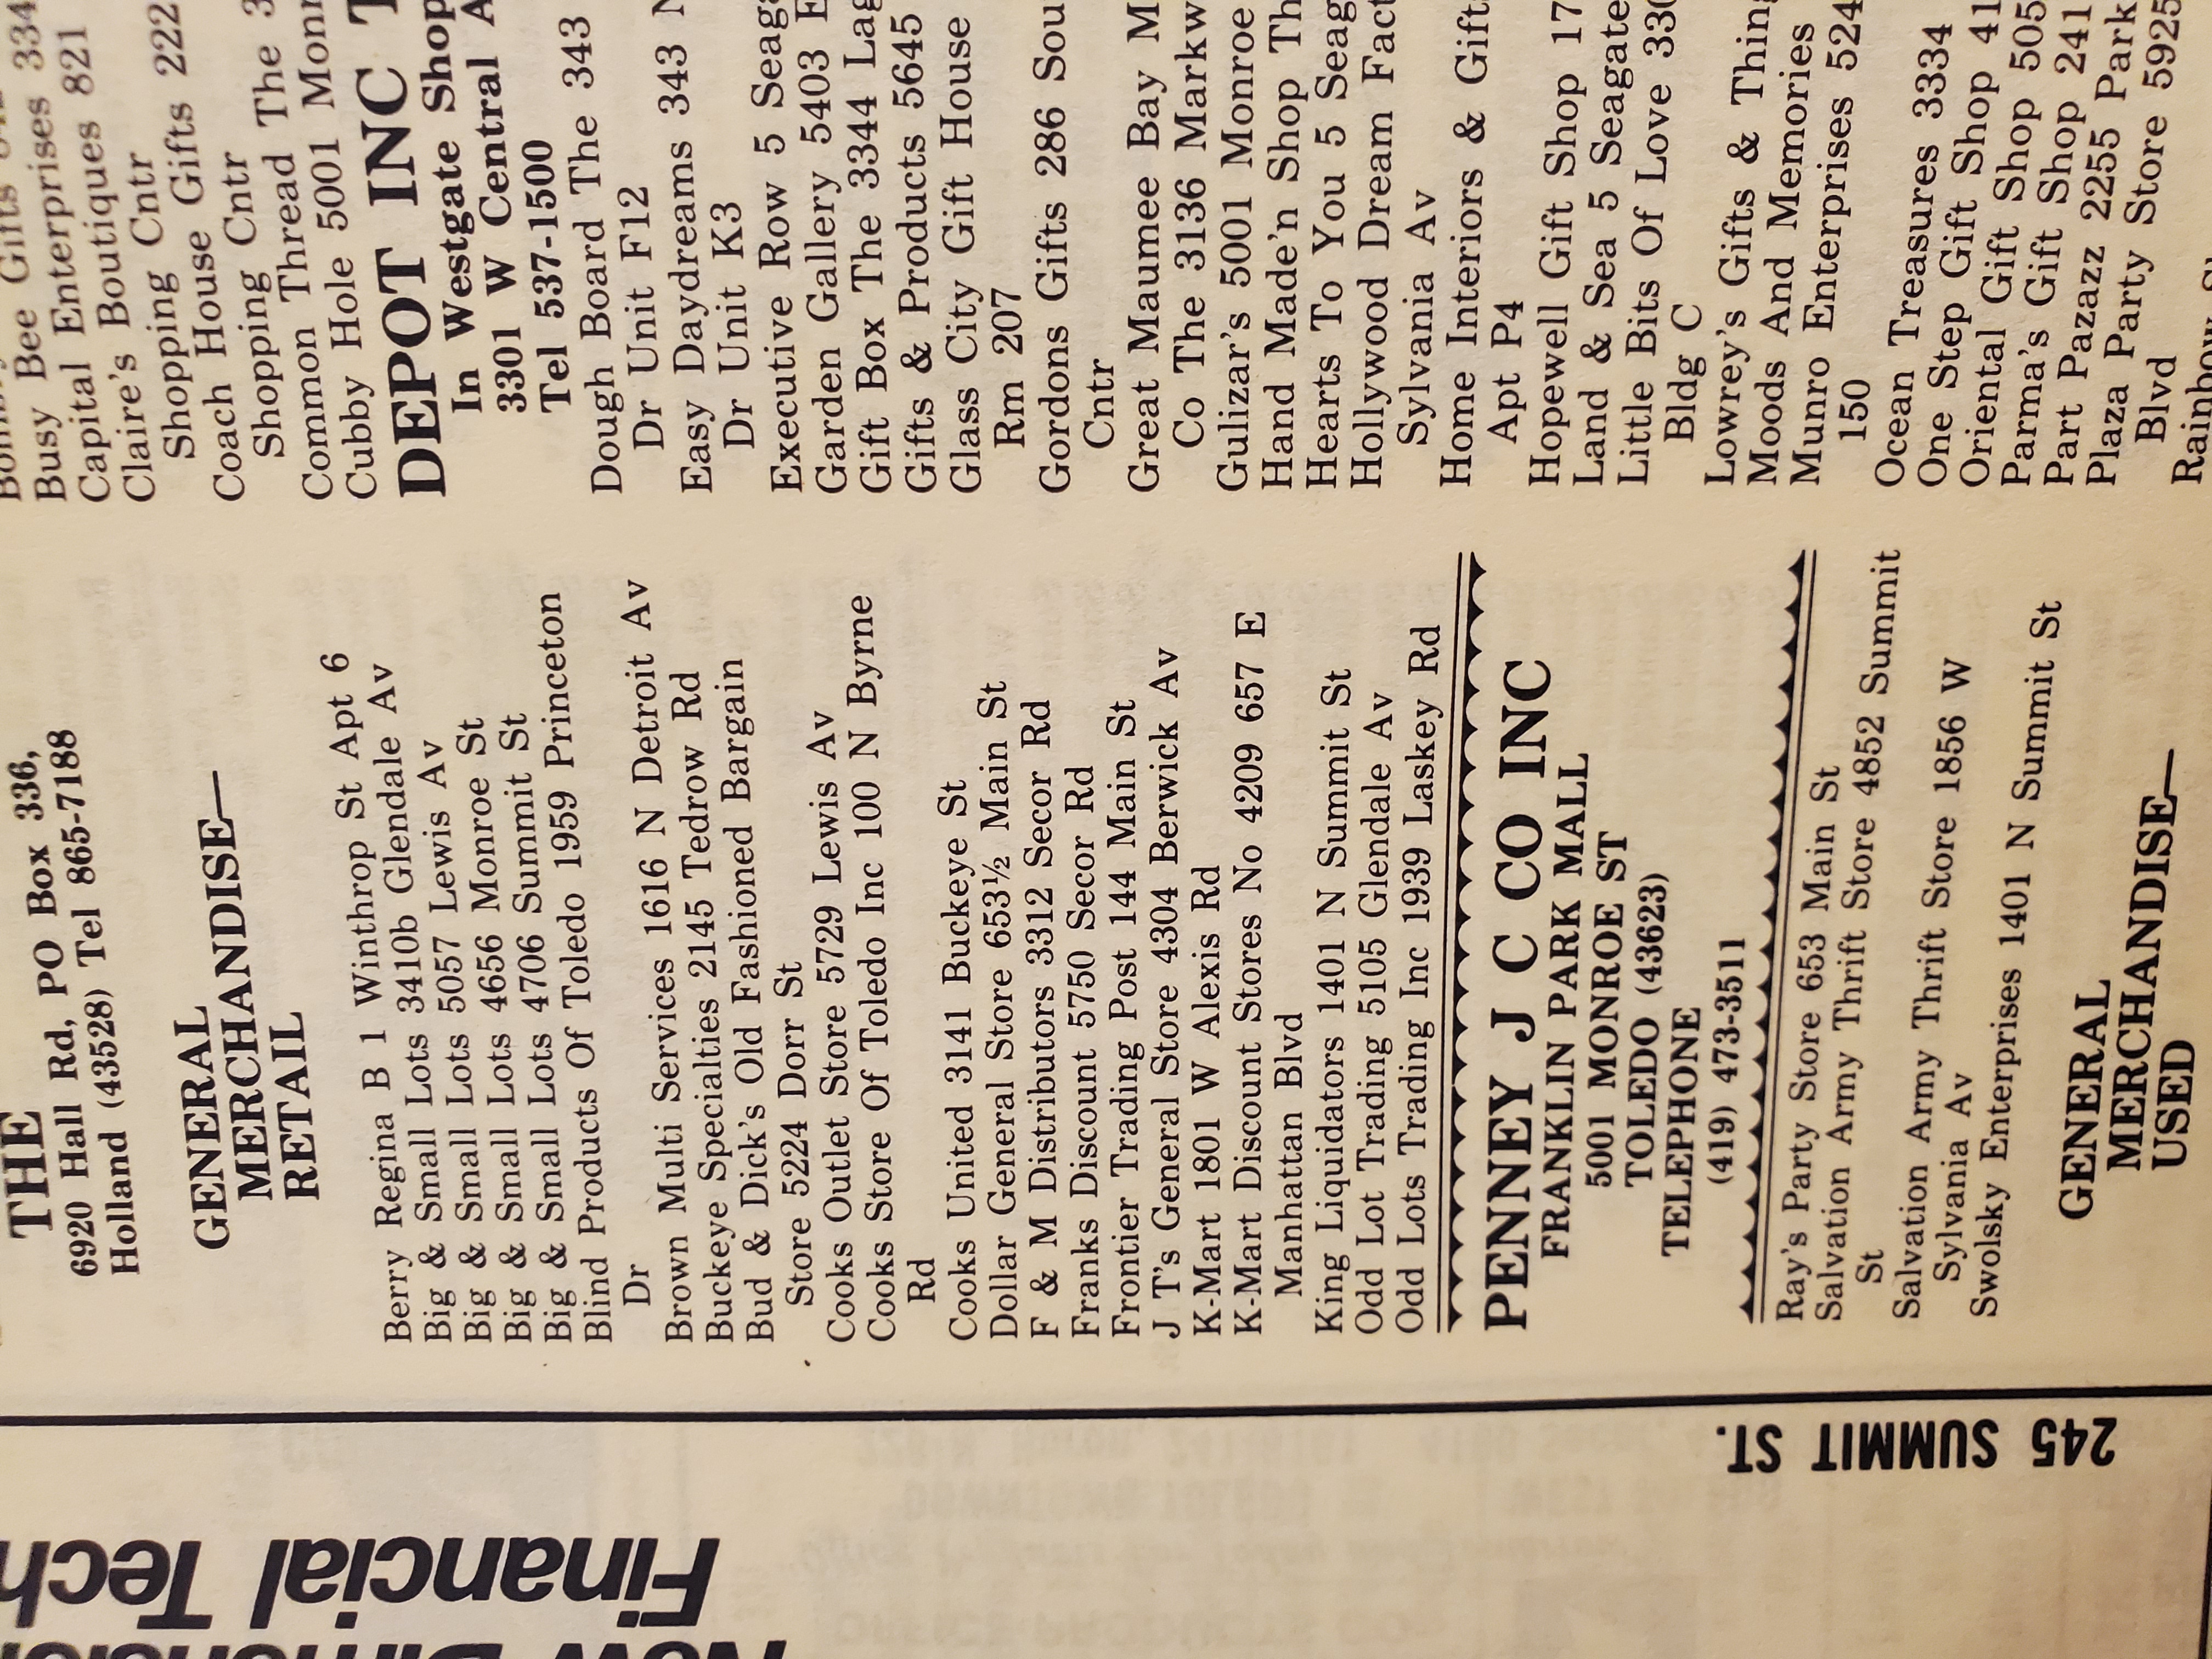 THE
6920 Hall Rd, PO Box 336,
Holland (43528) Tel 865-7188
GENERAL
MERCHANDISE—
RETAIL
Berry Regina B 1 Winthrop St Apt 6
Big & Small Lots 3410b Glendale Av
Big & Small Lots 5057 Lewis Av
Big & Small Lots 4656 Monroe St
Big & Small Lots 4706 Summit St
Blind Products Of Toledo 1959 Princeton
Dr
Brown Multi Services 1616 N Detroit Av
Buckeye Specialties 2145 Tedrow Rd
Bud & Dick's Old Fashioned Bargain
Store 5224 Dorr St
Cooks Outlet Store 5729 Lewis Av
Cooks Store Of Toledo Inc 100 N Byrne
Rd
Cooks United 3141 Buckeye St
Dollar General Store 653½ Main St
F & M Distributors 3312 Secor Rd
Franks Discount 5750 Secor Rd
Frontier Trading Post 144 Main St
J T's General Store 4304 Berwick Av
K-Mart 1801 W Alexis Rd
K-Mart Discount Stores No 4209 657 E
Manhattan Blvd
King Liquidators 1401 N Summit St
Odd Lot Trading 5105 Glendale Av
Odd Lots Trading Inc 1939 Laskey Rd
PENNEY J C CO INC
FRANKLIN PARK MALL
5001 MONROE ST
TOLEDO (43623)
TELEPHONE
(419) 473-3511
Ray's Party Store 653 Main St
Salvation Army Thrift Store 4852 Summit
St
Salvation Army Thrift Store 1856 W
Sylvania Av
Swolsky Enterprises 1401 N Summit St
GENERAL
MERCHANDISE—
USED
Busy Bee Gifts 334
Capital Enterprises 821
Claire's Boutiques
Shopping Cntr
Coach House Gifts 222
Shopping Cntr
Common Thread The 3
Cubby Hole 5001 Monr
DEPOT INC T
In Westgate Shop
3301 W Central A
Tel 537-1500
Dough Board The 343
Dr Unit F12
Easy Daydreams 343 N
Dr Unit K3
Executive Row 5 Seaga
Garden Gallery 5403 E
Gift Box The 3344 Lag
Gifts & Products 5645
Glass City Gift House
Rm 207
Gordons Gifts 286 Sou
Cntr
Great Maumee Bay M
Co The 3136 Markw
Gulizar's 5001 Monroe
Hand Made'n Shop Th
Hearts To You 5 Seag
Hollywood Dream Fact
Sylvania Av
Home Interiors & Gift
Apt P4
Hopewell Gift Shop 17
Land & Sea 5 Seagate
Little Bits Of Love 330
Bldg C
Lowrey's Gifts & Thing
Moods And Memories
Munro Enterprises 524
150
Ocean Treasures 3334
One Step Gift Shop 41
Oriental Gift Shop 505
Parma's Gift Shop 241
Part Pazazz 2255 Park
Plaza Party Store 5925
Blvd
Rainbow
245 SUMMIT ST.
Financial Tech